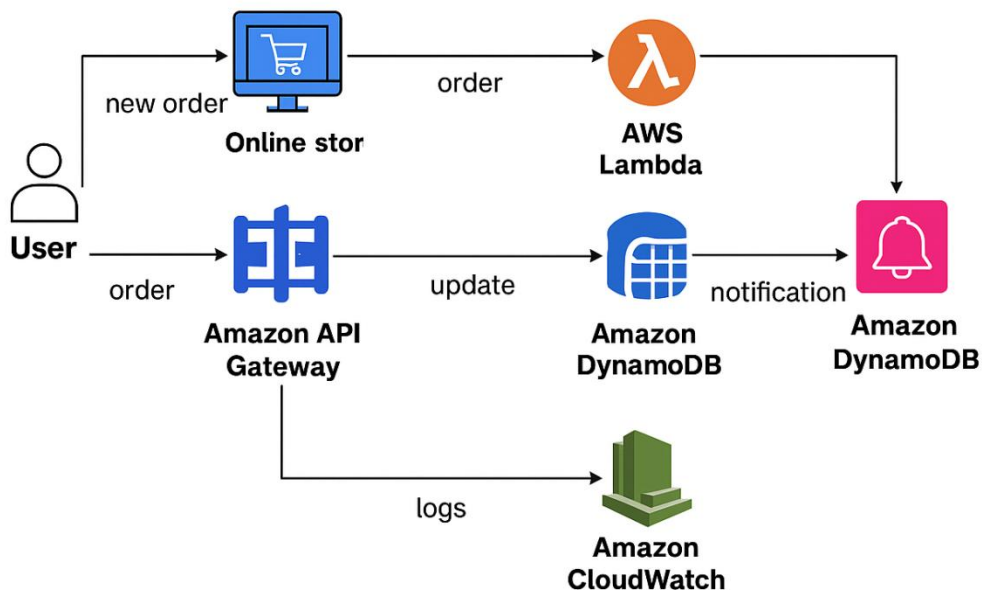 new order
order
Online stor
AWS
Lambda
User
order
update
notification
Amazon API
Gateway
Amazon
DynamoDB
Amazon
DynamoDB
logs
Amazon
CloudWatch